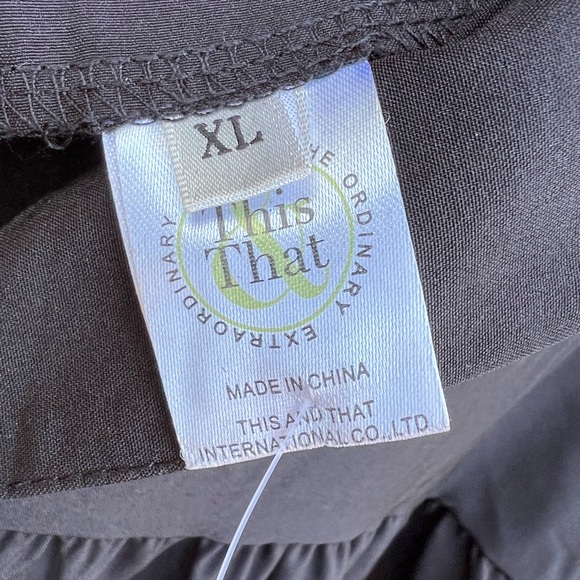 XL
This
&
That
THE ORDINARY EXTRAORDINARY
MADE IN CHINA
THIS AND THAT
INTERNATIONAL CO., LTD